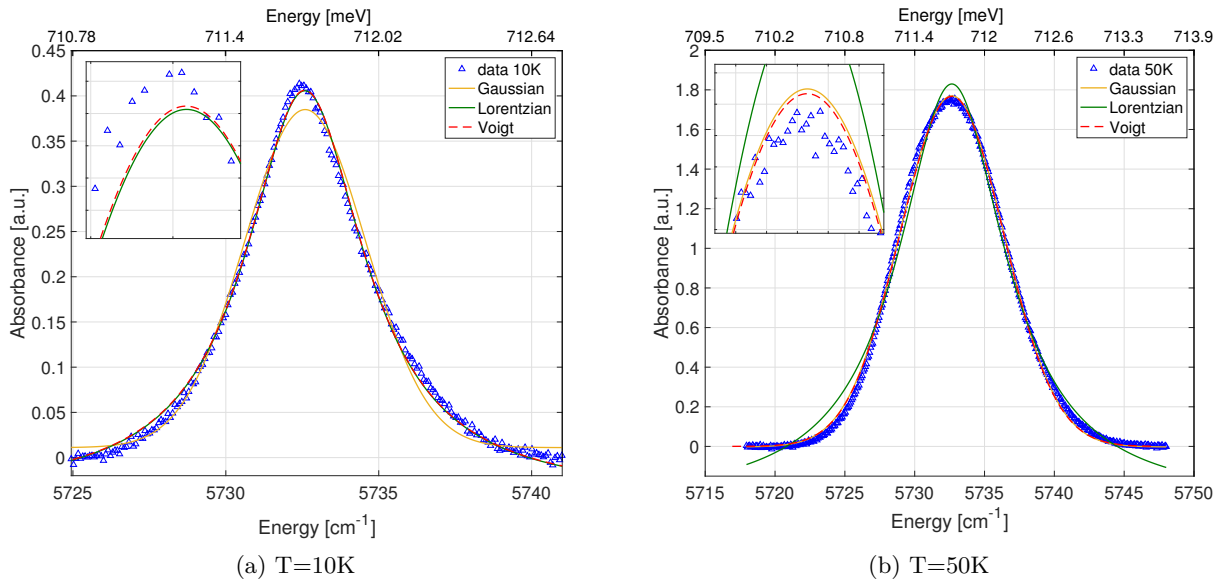 Energy [meV]
710.78 711.4 712.02 712.64
0.45
0.4
0.35
0.3
0.25
0.2
0.15
0.1
0.05
0
Absorbance [a.u.]
data 10K
Gaussian
Lorentzian
Voigt
5725 5730 5735 5740
Energy [cm-1]
(a) T=10K
Energy [meV]
709.5 710.2 710.8 711.4 712 712.6 713.3 713.9
2
1.8
1.6
1.4
1.2
1
0.8
0.6
0.4
0.2
0
Absorbance [a.u.]
data 50K
Gaussian
Lorentzian
Voigt
5715 5720 5725 5730 5735 5740 5745 5750
Energy [cm-1]
(b) T=50K